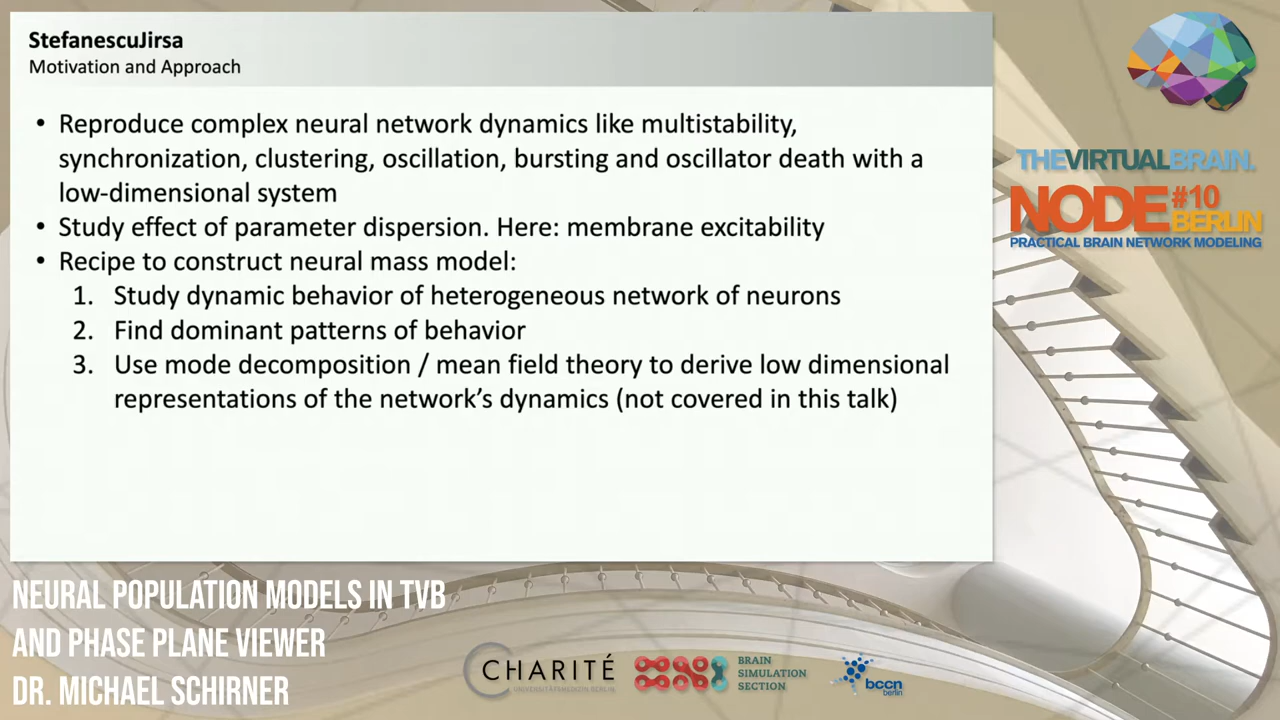 StefanescuJirsa
Motivation and Approach
• Reproduce complex neural network dynamics like multistability,
synchronization, clustering, oscillation, bursting and oscillator death with a
low-dimensional system
• Study effect of parameter dispersion. Here: membrane excitability
• Recipe to construct neural mass model:
1. Study dynamic behavior of heterogeneous network of neurons
2. Find dominant patterns of behavior
3. Use mode decomposition / mean field theory to derive low dimensional
representations of the network’s dynamics (not covered in this talk)
THEVIRTUALBRAIN.
NODE #10
BERLIN
PRACTICAL BRAIN NETWORK MODELING
NEURAL POPULATION MODELS IN TVB
AND PHASE PLANE VIEWER
DR. MICHAEL SCHIRNER
CHARITÉ
UNIVERSITÄTSMEDIZIN BERLIN
BRAIN
SIMULATION
SECTION
bccn
berlin